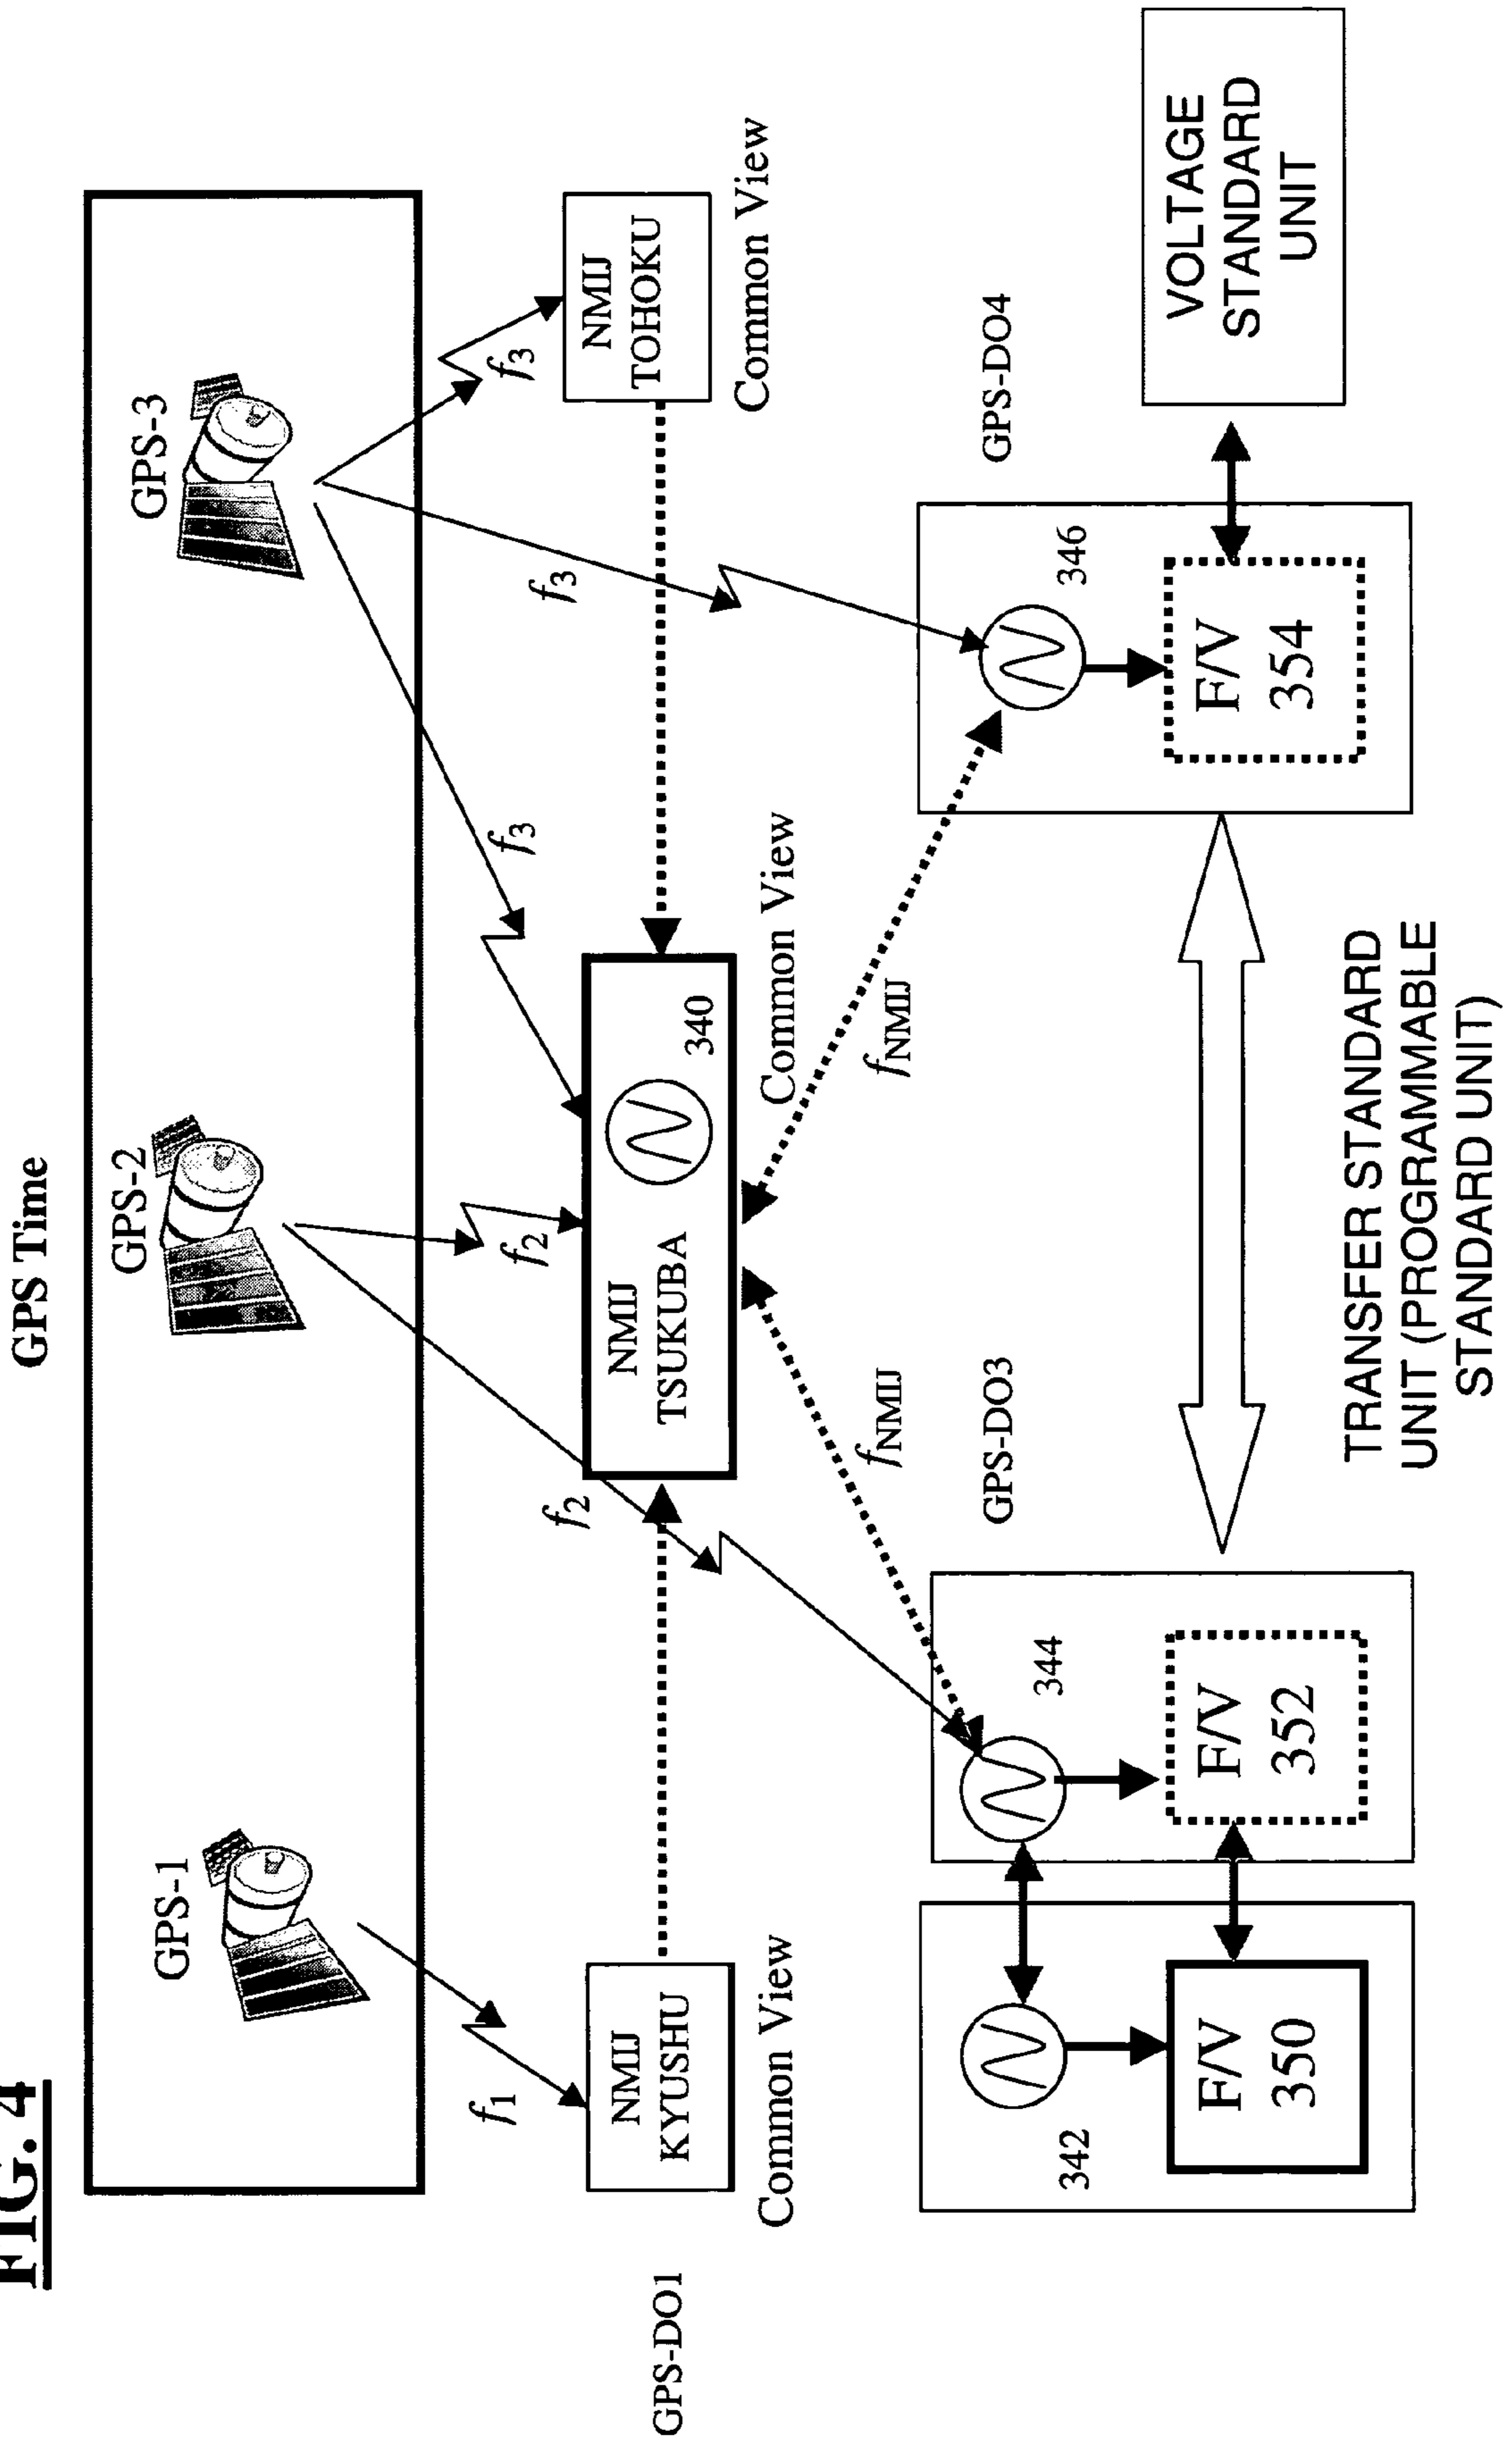 FIG. 4
GPS Time
GPS-1
GPS-2
GPS-3
f1
f2
f2
f3
f3
f3
GPS-DO1
NMIJ
KYUSHU
NMIJ
TSUKUBA
340
NMIJ
TOHOKU
Common View
Common View
Common View
fNMIJ
fNMIJ
GPS-DO3
GPS-DO4
342
344
346
F/V
350
F/V
352
F/V
354
VOLTAGE
STANDARD
UNIT
TRANSFER STANDARD
UNIT (PROGRAMMABLE
STANDARD UNIT)